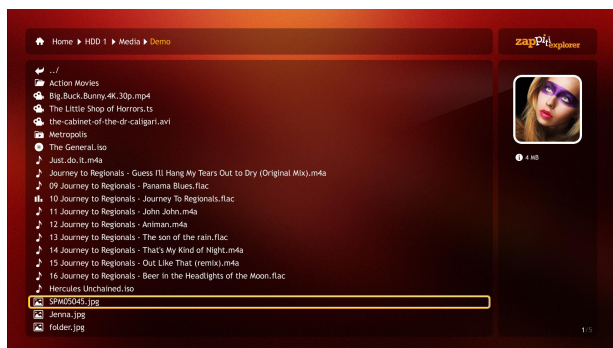 Home ▶ HDD 1 ▶ Media ▶ Demo
zappiti explorer
../
Action Movies
Big.Buck.Bunny.4K.30p.mp4
The Little Shop of Horrors.ts
the-cabinet-of-the-dr-caligari.avi
Metropolis
The General.iso
Just.do.it.m4a
Journey to Regionals - Guess I'll Hang My Tears Out to Dry (Original Mix).m4a
09 Journey to Regionals - Panama Blues.flac
10 Journey to Regionals - Journey To Regionals.flac
11 Journey to Regionals - John John.m4a
12 Journey to Regionals - Animan.m4a
13 Journey to Regionals - The son of the rain.flac
14 Journey to Regionals - That's My Kind of Night.m4a
15 Journey to Regionals - Out Like That (remix).m4a
16 Journey to Regionals - Beer in the Headlights of the Moon.flac
Hercules Unchained.iso
SPM05045.jpg
Jenna.jpg
folder.jpg
4 MB
1/5